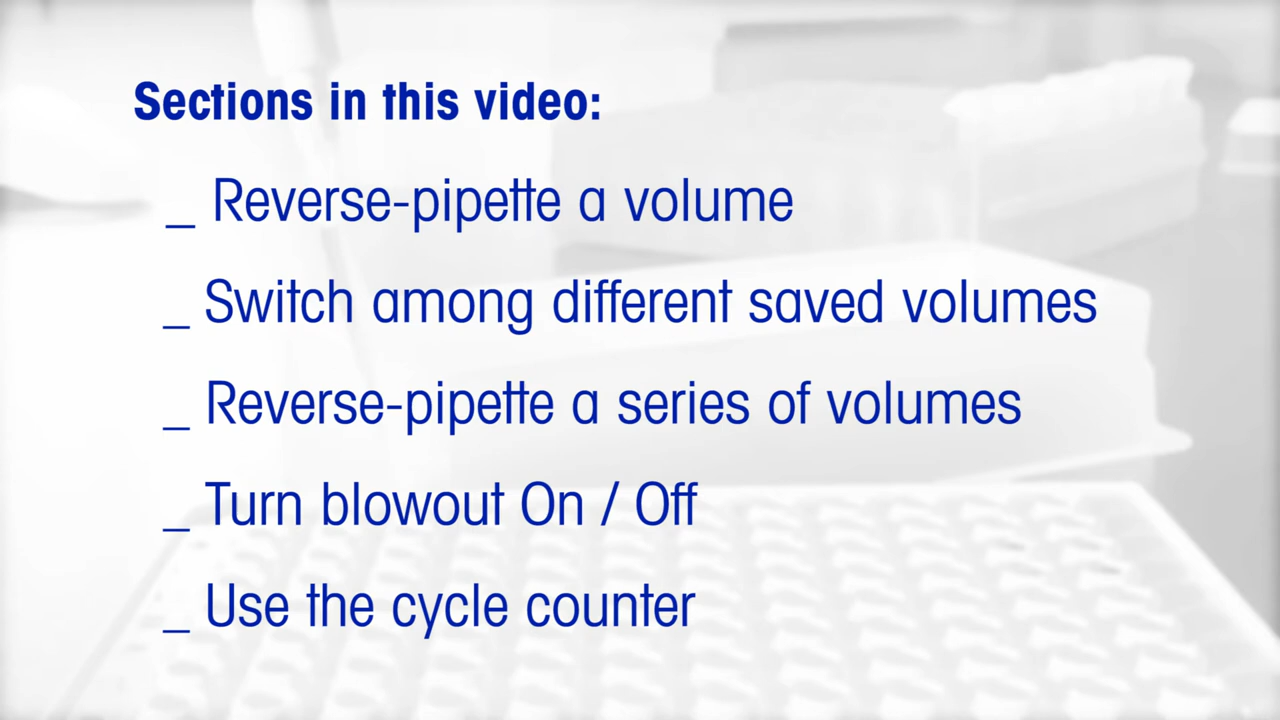 Sections in this video:
_ Reverse-pipette a volume
_ Switch among different saved volumes
_ Reverse-pipette a series of volumes
_ Turn blowout On / Off
_ Use the cycle counter